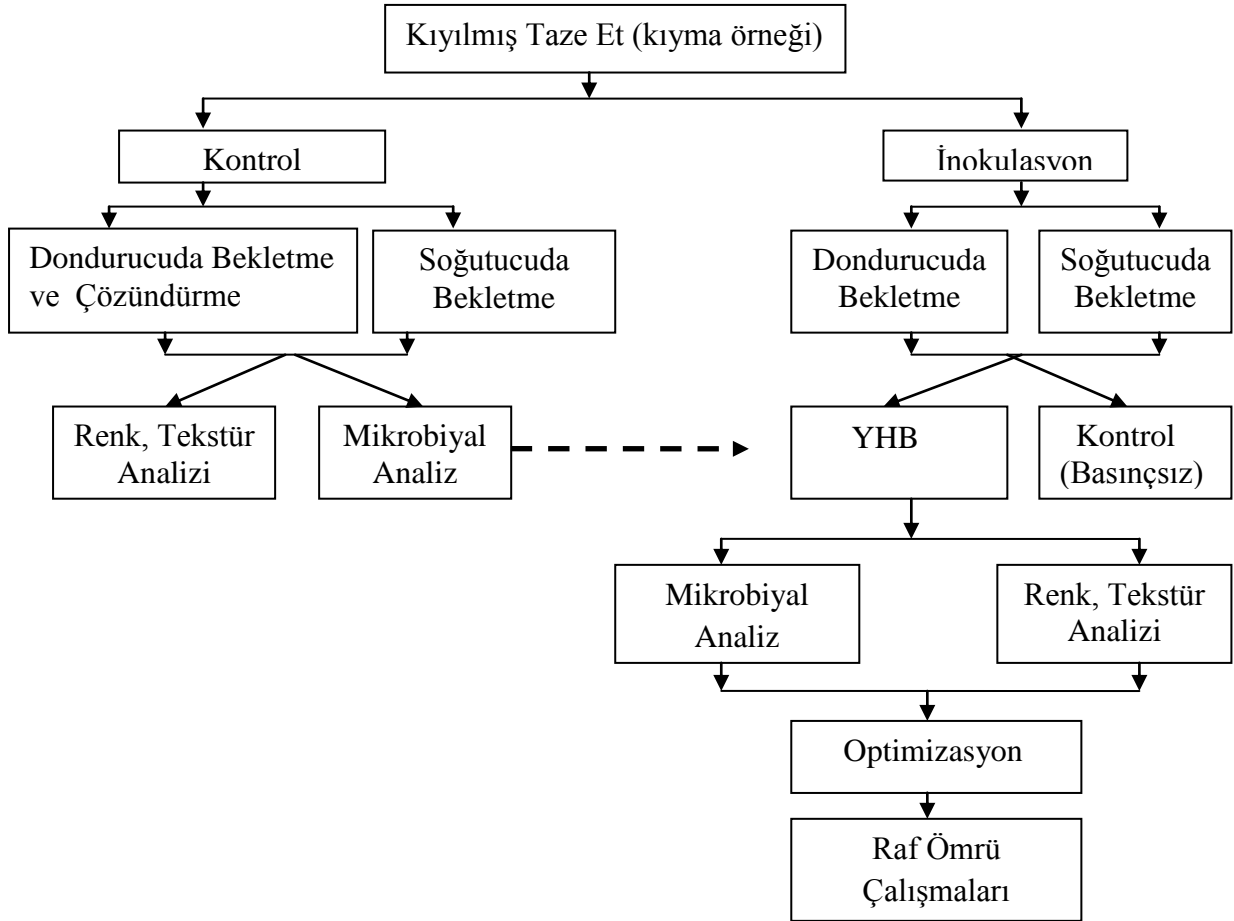 Kıyılmış Taze Et (kıyma örneği)
Kontrol
İnokulasyon
Dondurucuda Bekletme
ve Çözündürme
Soğutucuda
Bekletme
Dondurucuda
Bekletme
Soğutucuda
Bekletme
Renk, Tekstür
Analizi
Mikrobiyal
Analiz
YHB
Kontrol
(Basınçsız)
Mikrobiyal
Analiz
Renk, Tekstür
Analizi
Optimizasyon
Raf Ömrü
Çalışmaları